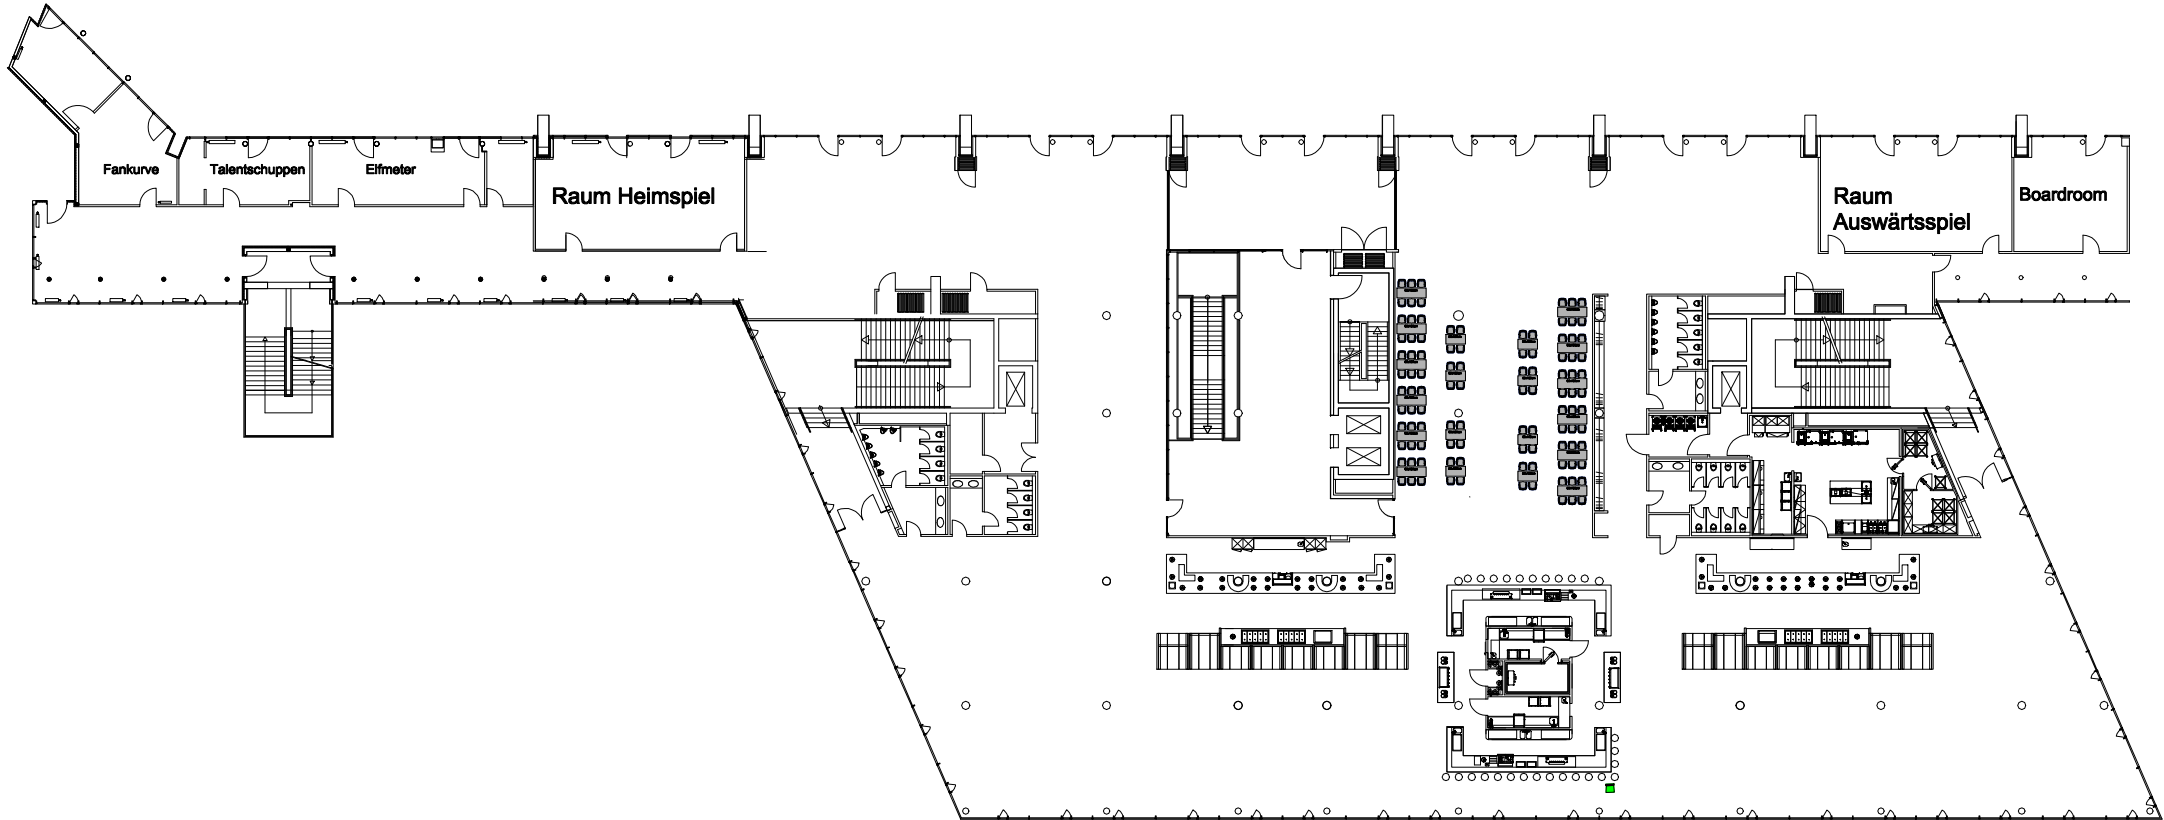 Fankurve
Talentschuppen
Elfmeter
Raum Heimspiel
Raum
Auswärtsspiel
Boardroom